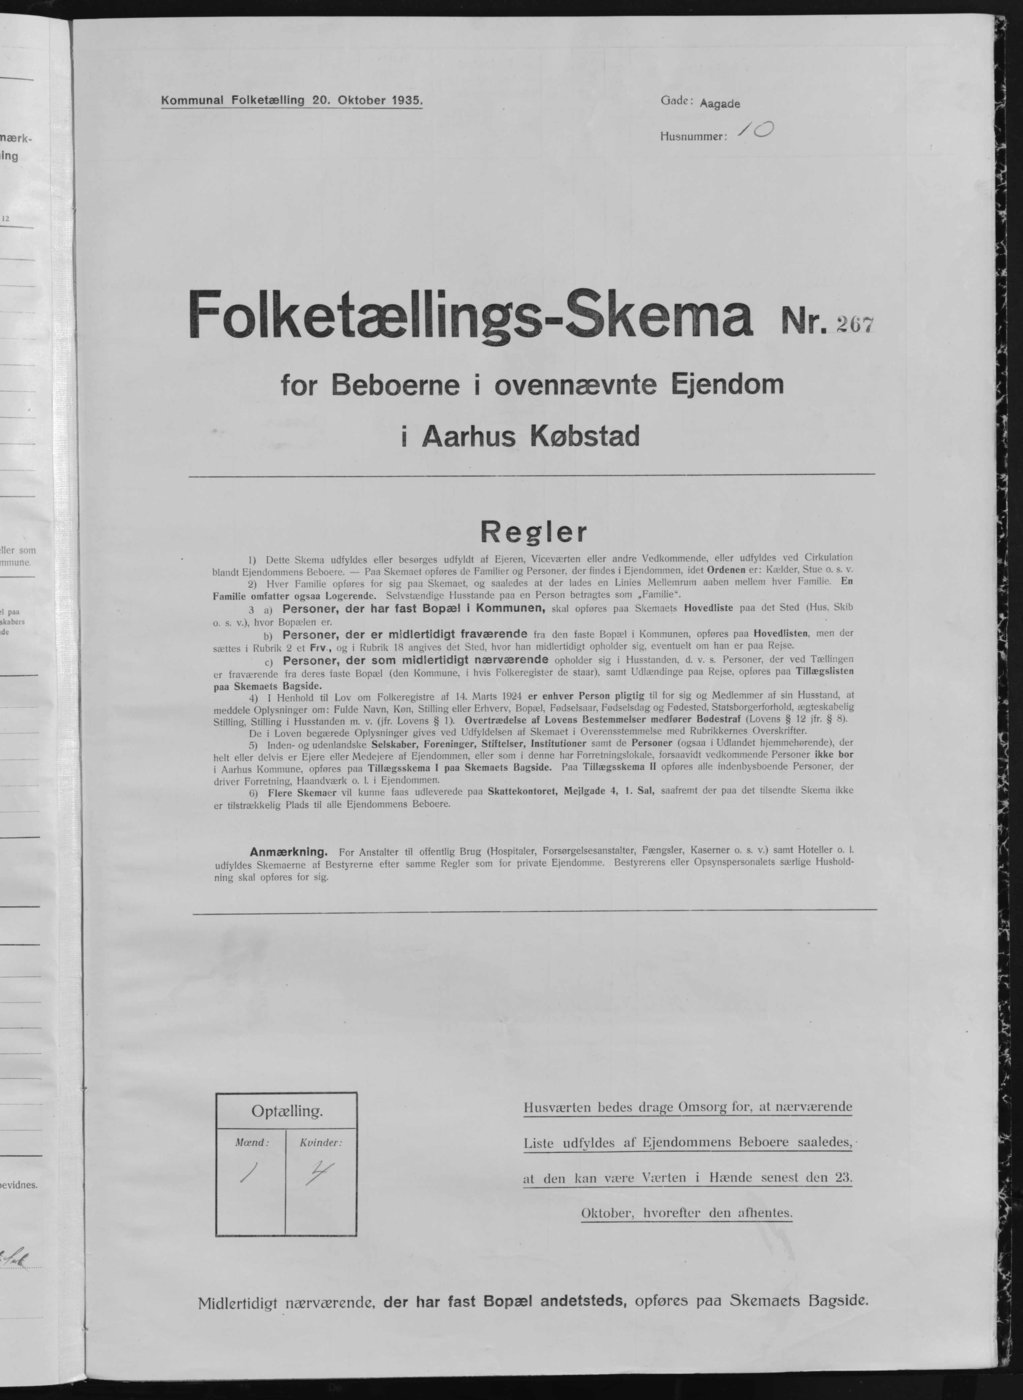 Kommunal Folketælling 20. Oktober 1935.
Gade: Aagade
Husnummer: 10
Folketællings-Skema Nr. 267
for Beboerne i ovennævnte Ejendom
i Aarhus Købstad
Regler
1) Dette Skema udfyldes eller besørges udfyldt af Ejeren, Viceværten eller andre Vedkommende, eller udfyldes ved Cirkulation
blandt Ejendommens Beboere. — Paa Skemaet opføres de Familier og Personer, der findes i Ejendommen, idet Ordenen er: Kælder, Stue o. s. v.
2) Hver Familie opføres for sig paa Skemaet, og saaledes at der lades en Linies Mellemrum aaben mellem hver Familie. En
Familie omfatter ogsaa Logerende. Selvstændige Husstande paa en Person betragtes som „Familie“.
3 a) Personer, der har fast Bopæl i Kommunen, skal opføres paa Skemaets Hovedliste paa det Sted (Hus, Skib
o. s. v.), hvor Bopælen er.
b) Personer, der er midlertidigt fraværende fra den faste Bopæl i Kommunen, opføres paa Hovedlisten, men der
sættes i Rubrik 2 et Frv., og i Rubrik 18 angives det Sted, hvor han midlertidigt opholder sig, eventuelt om han er paa Rejse.
c) Personer, der som midlertidigt nærværende opholder sig i Husstanden, d. v. s. Personer, der ved Tællingen
er fraværende fra deres faste Bopæl (den Kommune, i hvis Folkeregister de staar), samt Udlændinge paa Rejse, opføres paa Tillægslisten
paa Skemaets Bagside.
4) I Henhold til Lov om Folkeregistre af 14. Marts 1924 er enhver Person pligtig til for sig og Medlemmer af sin Husstand, at
meddele Oplysninger om: Fulde Navn, Køn, Stilling eller Erhverv, Bopæl, Fødselsaar, Fødselsdag og Fødested, Statsborgerforhold, ægteskabelig
Stilling, Stilling i Husstanden m. v. (jfr. Lovens § 1). Overtrædelse af Lovens Bestemmelser medfører Bødestraf (Lovens § 12 jfr. § 8).
De i Loven begærede Oplysninger gives ved Udfyldelsen af Skemaet i Overensstemmelse med Rubrikkernes Overskrifter.
5) Inden- og udenlandske Selskaber, Foreninger, Stiftelser, Institutioner samt de Personer (ogsaa i Udlandet hjemmehørende), der
helt eller delvis er Ejere eller Medejere af Ejendommen, eller som i denne har Forretningslokale, forsaavidt vedkommende Personer ikke bor
i Aarhus Kommune, opføres paa Tillægsskema I paa Skemaets Bagside. Paa Tillægsskema II opføres alle indenbysboende Personer, der
driver Forretning, Haandværk o. l. i Ejendommen.
6) Flere Skemaer vil kunne faas udleverede paa Skattekontoret, Mejlgade 4, 1. Sal, saafremt der paa det tilsendte Skema ikke
er tilstrækkelig Plads til alle Ejendommens Beboere.
Anmærkning. For Anstalter til offentlig Brug (Hospitaler, Forsørgelsesanstalter, Fængsler, Kaserner o. s. v.) samt Hoteller o. l.
udfyldes Skemaerne af Bestyrerne efter samme Regler som for private Ejendomme. Bestyrerens eller Opsynspersonalets særlige Hushold-
ning skal opføres for sig.
Optælling.
Mænd: Kvinder:
1 4
Husværten bedes drage Omsorg for, at nærværende
Liste udfyldes af Ejendommens Beboere saaledes,
at den kan være Værten i Hænde senest den 23.
Oktober, hvorefter den afhentes.
Midlertidigt nærværende, der har fast Bopæl andetsteds, opføres paa Skemaets Bagside.
mærk-
ing
12
eller som
mmune.
el paa
skabers
de
bevidnes.